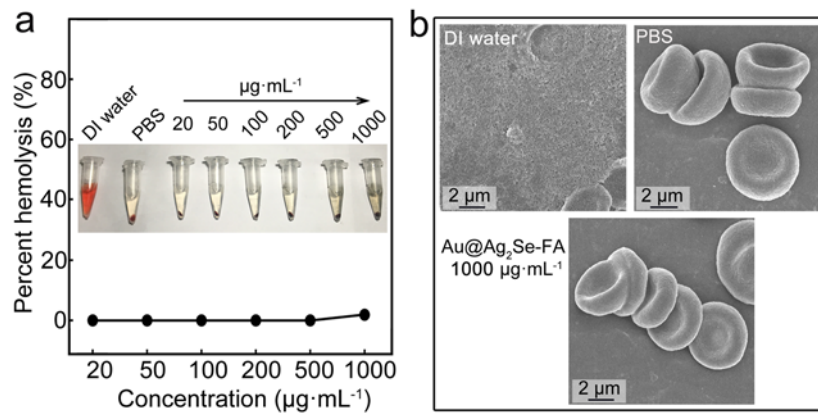 a
Percent hemolysis (%)
80
60
40
20
0
µg·mL⁻¹
DI water
PBS
20
50
100
200
500
1000
20 50 100 200 500 1000
Concentration (µg·mL⁻¹)
b
DI water
2 µm
PBS
2 µm
Au@Ag₂Se-FA
1000 µg·mL⁻¹
2 µm